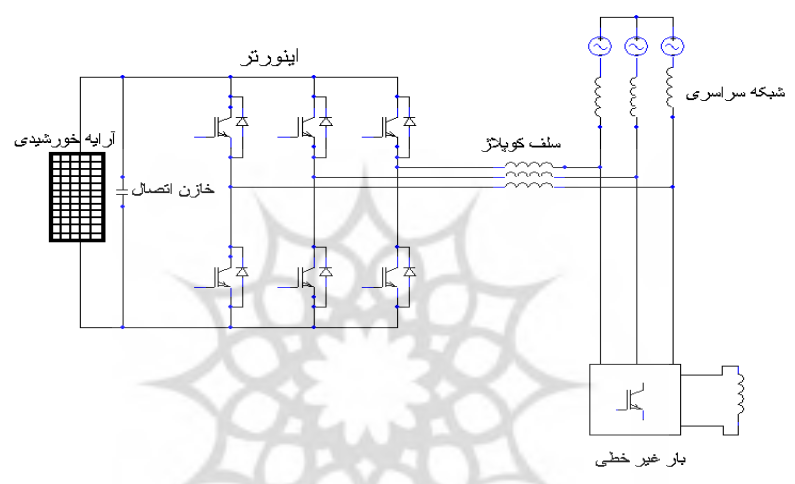 اینورتر
شبکه سراسری
آرایه خورشیدی
سلف کوپلاژ
خازن اتصال
بار غیر خطی